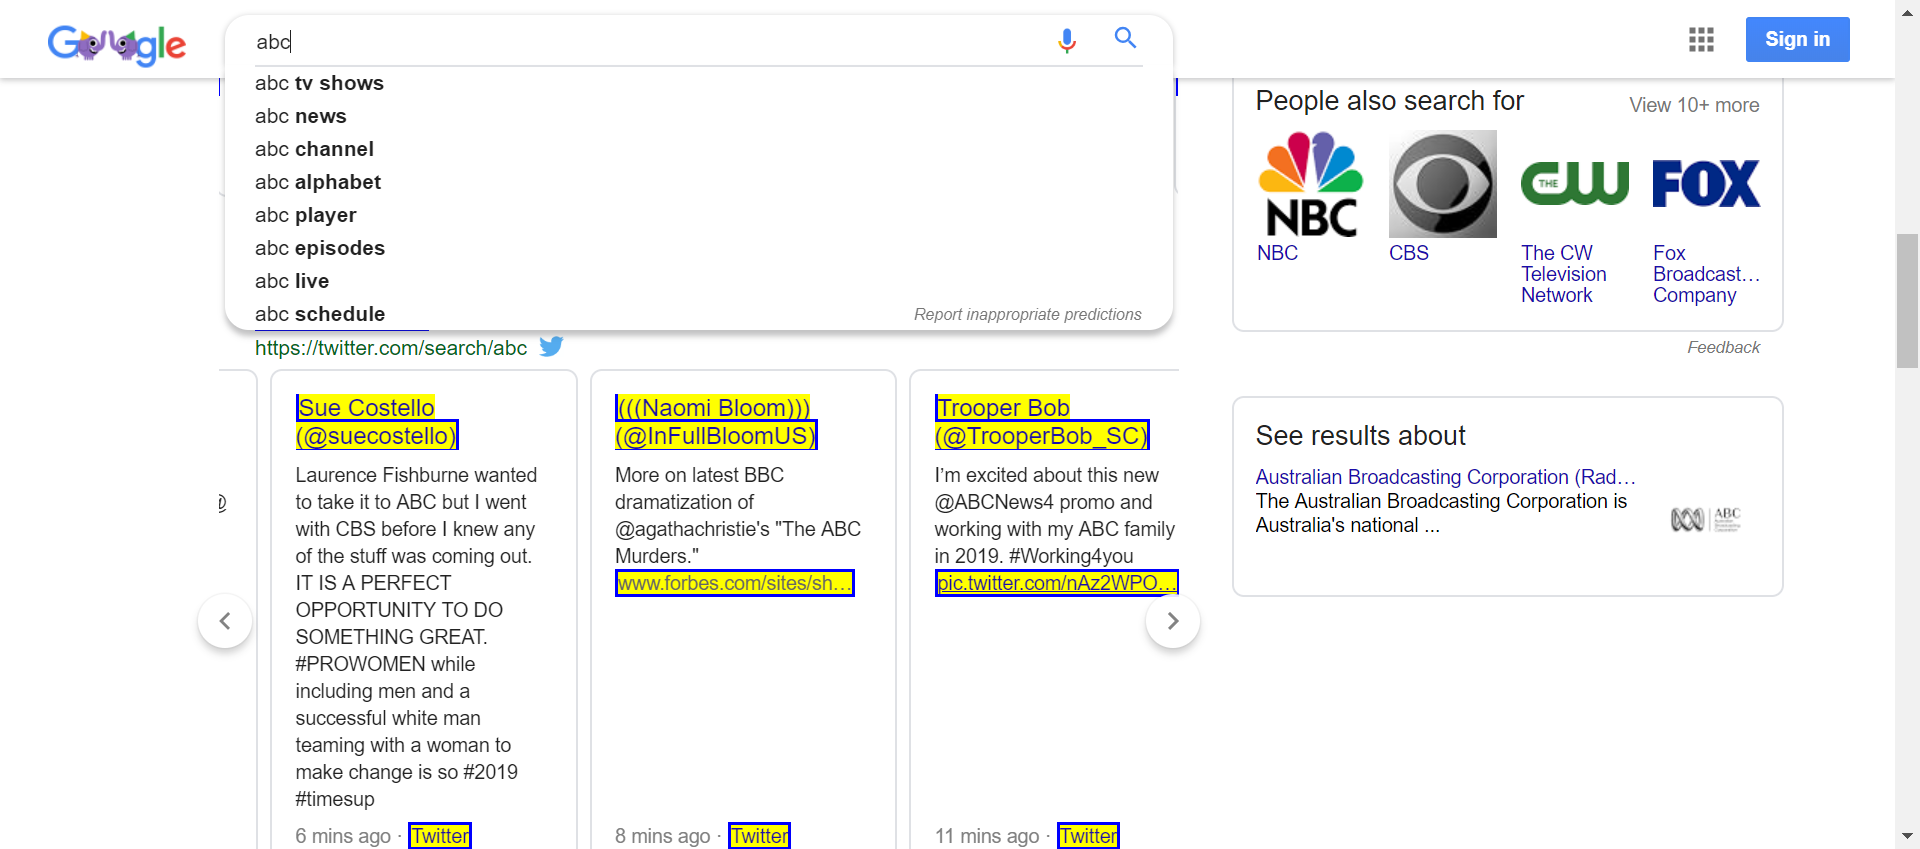 Google
abc
Sign in
abc tv shows
abc news
abc channel
abc alphabet
abc player
abc episodes
abc live
abc schedule
Report inappropriate predictions
https://twitter.com/search/abc
@
Sue Costello
(@suecostello)
Laurence Fishburne wanted
to take it to ABC but I went
with CBS before I knew any
of the stuff was coming out.
IT IS A PERFECT
OPPORTUNITY TO DO
SOMETHING GREAT.
#PROWOMEN while
including men and a
successful white man
teaming with a woman to
make change is so #2019
#timesup
6 mins ago · Twitter
(((Naomi Bloom)))
(@InFullBloomUS)
More on latest BBC
dramatization of
@agathachristie's "The ABC
Murders."
www.forbes.com/sites/sh...
8 mins ago · Twitter
Trooper Bob
(@TrooperBob_SC)
I’m excited about this new
@ABCNews4 promo and
working with my ABC family
in 2019. #Working4you
pic.twitter.com/nAz2WPO...
11 mins ago · Twitter
People also search for
View 10+ more
NBC
THE CW
FOX
NBC
CBS
The CW
Television
Network
Fox
Broadcast...
Company
Feedback
See results about
Australian Broadcasting Corporation (Rad...
The Australian Broadcasting Corporation is
Australia's national ...
ABC